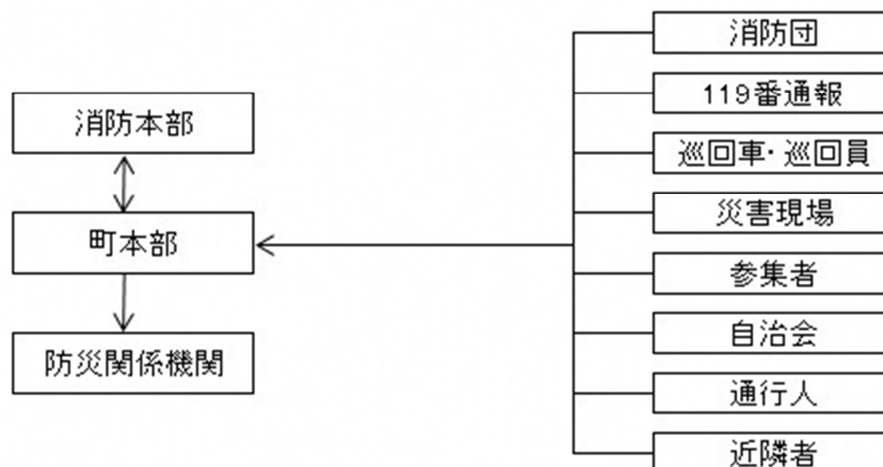 消防団
119番通報
消防本部
巡回車・巡回員
災害現場
町本部
参集者
自治会
防災関係機関
通行人
近隣者